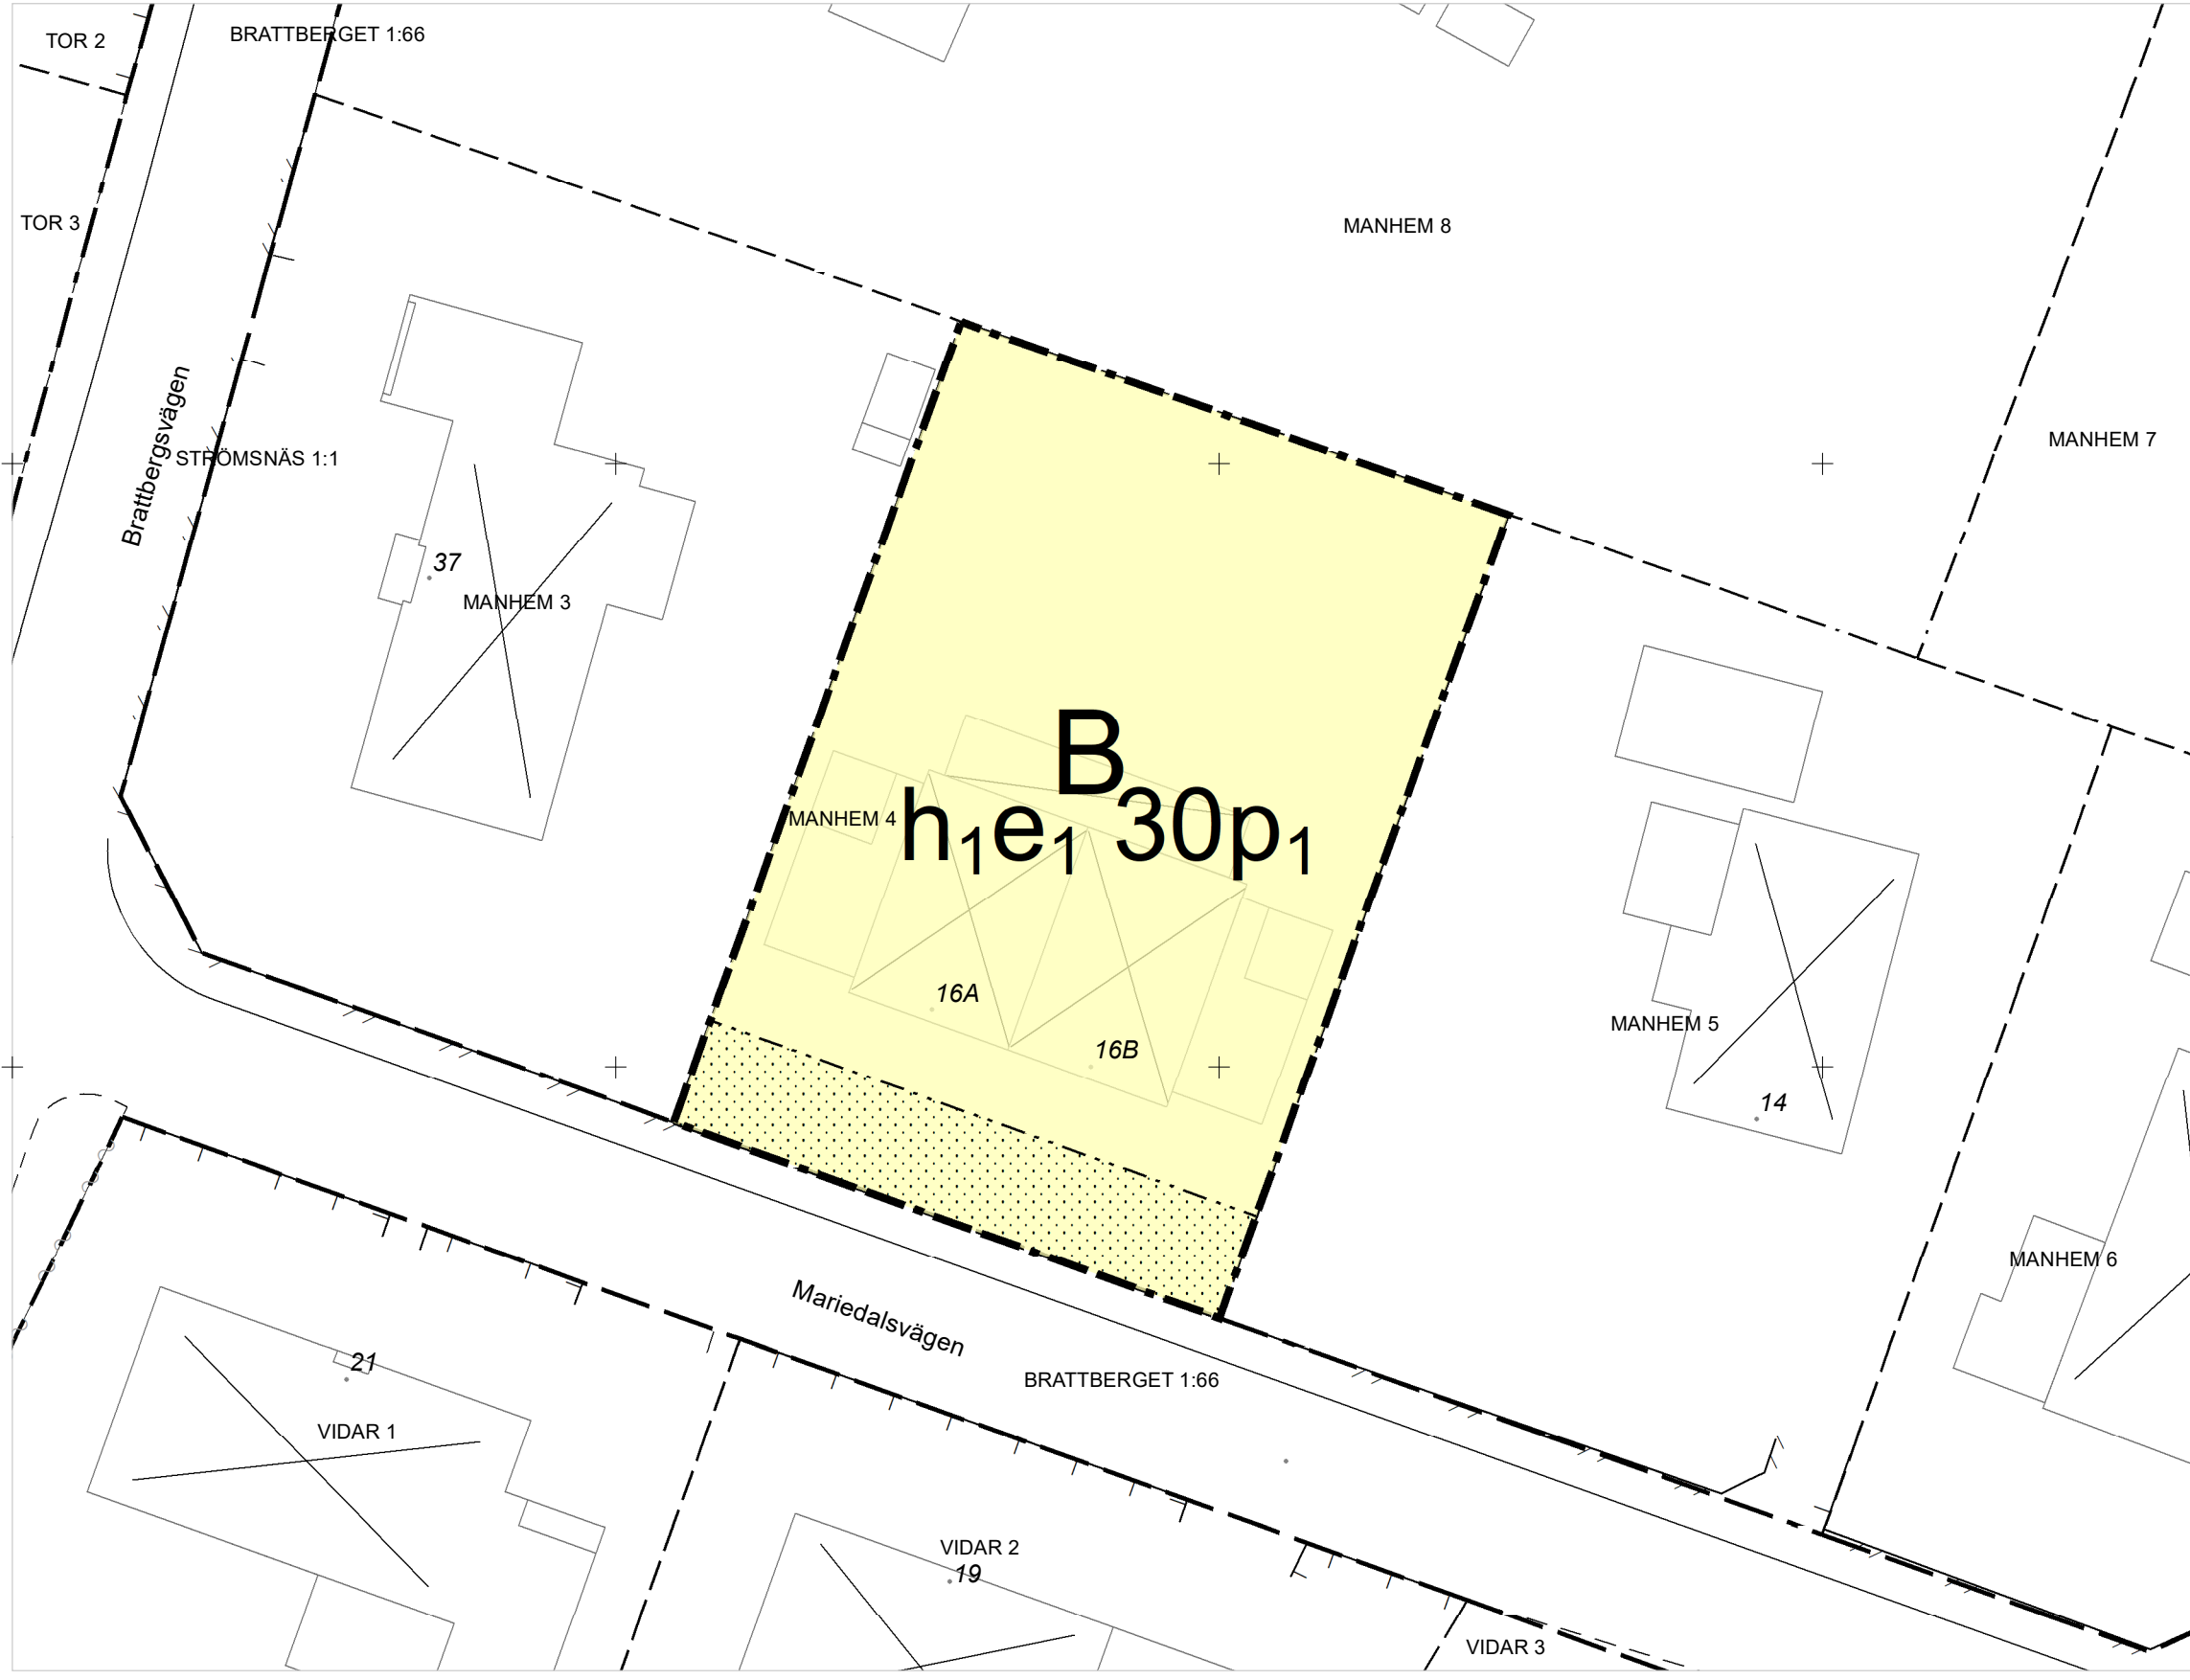 TOR 2
BRATTBERGET 1:66
TOR 3
MANHEM 8
MANHEM 7
Brattbergsvägen
STRÖMSNÄS 1:1
37
MANHEM 3
B
MANHEM 4
h₁e₁ 30p₁
16A
16B
MANHEM 5
14
MANHEM 6
Mariedalsvägen
BRATTBERGET 1:66
21
VIDAR 1
VIDAR 2
19
VIDAR 3